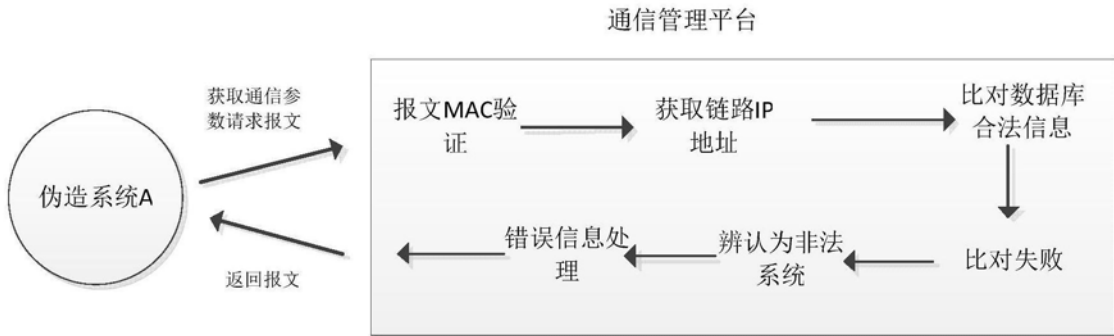 通信管理平台
获取通信参
数请求报文
伪造系统A
返回报文
报文MAC验
证
获取链路IP
地址
比对数据库
合法信息
比对失败
辨认为非法
系统
错误信息处
理